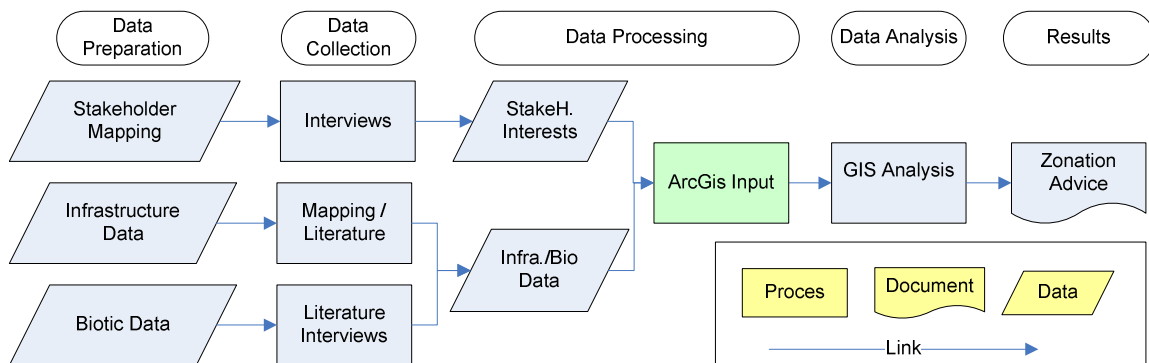 Data
Preparation
Data
Collection
Data Processing
Data Analysis
Results
Stakeholder
Mapping
Interviews
StakeH.
Interests
ArcGis Input
GIS Analysis
Zonation
Advice
Infrastructure
Data
Mapping /
Literature
Infra./Bio
Data
Biotic Data
Literature
Interviews
Proces
Document
Data
Link